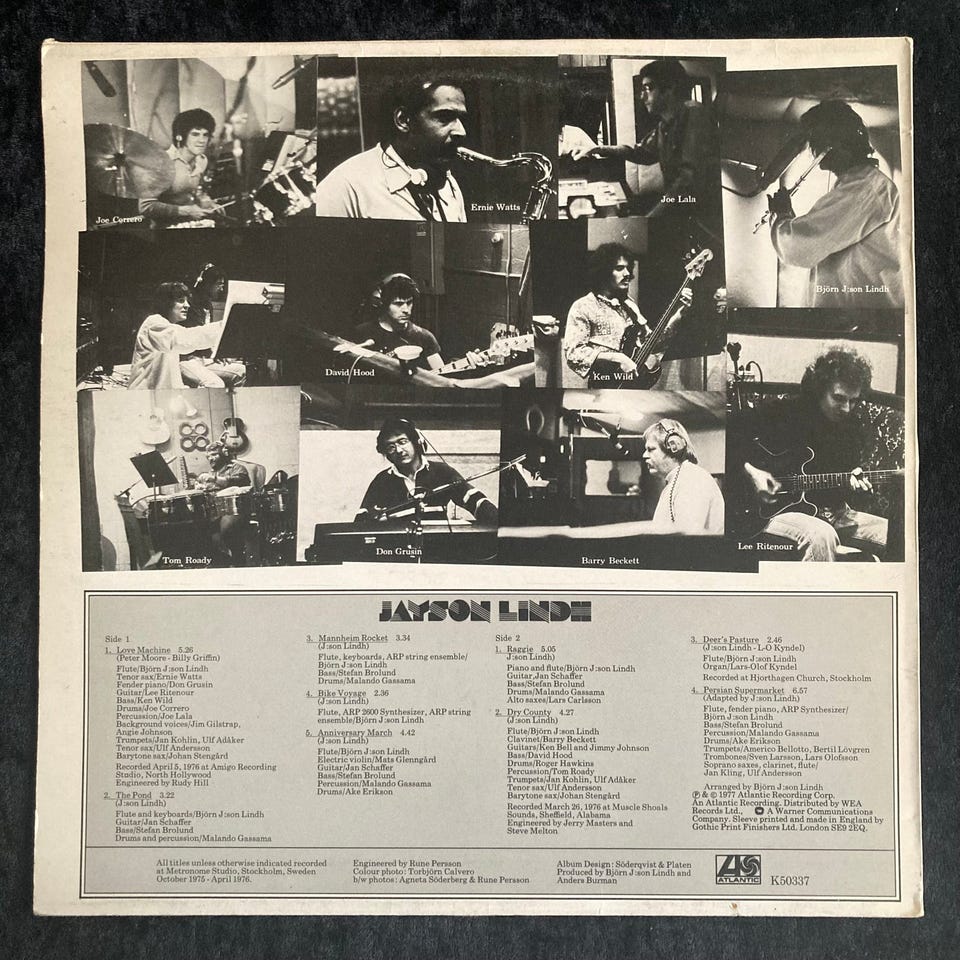 Joe Correro
Ernie Watts
Joe Lala
Björn J:son Lindh
David Hood
Ken Wild
Tom Roady
Don Grusin
Barry Beckett
Lee Ritenour
JAYSON LINDH
Side 1
1. Love Machine 5.26
(Peter Moore - Billy Griffin)
Flute/Björn J:son Lindh
Tenor sax/Ernie Watts
Fender piano/Don Grusin
Guitar/Lee Ritenour
Bass/Ken Wild
Drums/Joe Correro
Percussion/Joe Lala
Background voices/Jim Gilstrap,
Angie Johnson
Trumpets/Jan Kohlin, Ulf Adåker
Tenor sax/Ulf Andersson
Barytone sax/Johan Stengård
Recorded April 5, 1976 at Amigo Recording
Studio, North Hollywood
Engineered by Rudy Hill
2. The Pond 3.22
(J:son Lindh)
Flute and keyboards/Björn J:son Lindh
Guitar/Jan Schaffer
Bass/Stefan Brolund
Drums and percussion/Malando Gassama
3. Mannheim Rocket 3.34
(J:son Lindh)
Flute, keyboards, ARP string ensemble/
Björn J:son Lindh
Bass/Stefan Brolund
Drums/Malando Gassama
4. Bike Voyage 2.36
(J:son Lindh)
Flute, ARP 2600 Synthesizer, ARP string
ensemble/Björn J:son Lindh
5. Anniversary March 4.42
(J:son Lindh)
Flute/Björn J:son Lindh
Electric violin/Mats Glenngård
Guitar/Jan Schaffer
Bass/Stefan Brolund
Percussion/Malando Gassama
Drums/Ake Erikson
Side 2
1. Raggie 5.05
J:son Lindh)
Piano and flute/Björn J:son Lindh
Guitar,Jan Schaffer
Bass/Stefan Brolund
Drums/Malando Gassama
Alto saxes/Lars Carlsson
2. Dry County 4.27
(J:son Lindh)
Flute/Björn J:son Lindh
Clavinet/Barry Beckett
Guitars/Ken Bell and Jimmy Johnson
Bass/David Hood
Drums/Roger Hawkins
Percussion/Tom Roady
Trumpets/Jan Kohlin, Ulf Adåker
Tenor sax/Ulf Andersson
Barytone sax/Johan Stengård
Recorded March 26, 1976 at Muscle Shoals
Sounds, Sheffield, Alabama
Engineered by Jerry Masters and
Steve Melton
3. Deer's Pasture 2.46
(J:son Lindh - L-O Kyndel)
Flute/Björn J:son Lindh
Organ/Lars-Olof Kyndel
Recorded at Hjorthagen Church, Stockholm
4. Persian Supermarket 6.57
(Adapted by J:son Lindh)
Flute, fender piano, ARP Synthesizer/
Björn J:son Lindh
Bass/Stefan Brolund
Percussion/Malando Gassama
Drums/Ake Erikson
Trumpets/Americo Bellotto, Bertil Lövgren
Trombones/Sven Larsson, Lars Olofsson
Soprano saxes, clarinet, flute/
Jan Kling, Ulf Andersson
Arranged by Björn J:son Lindh
℗ & © 1977 Atlantic Recording Corp.
An Atlantic Recording. Distributed by WEA
Records Ltd., A Warner Communications
Company. Sleeve printed and made in England by
Gothic Print Finishers Ltd. London SE9 2EQ.
All titles unless otherwise indicated recorded
at Metronome Studio, Stockholm, Sweden
October 1975 - April 1976.
Engineered by Rune Persson
Colour photo: Torbjörn Calvero
b/w photos: Agneta Söderberg & Rune Persson
Album Design: Söderqvist & Platen
Produced by Björn J:son Lindh and
Anders Burman
ATLANTIC
K50337